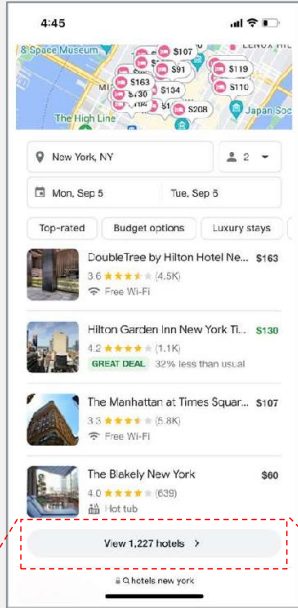 4:45
Space Museum
$107
$91
$119
$163
$110
$130
$134
$208
The High Line
Japan Soc
New York, NY
2
Mon, Sep 5
Tue, Sep 6
Top-rated
Budget options
Luxury stays
DoubleTree by Hilton Hotel Ne... $163
3.6 (4.5K)
Free Wi-Fi
Hilton Garden Inn New York Ti... $130
4.2 (1.1K)
GREAT DEAL 32% less than usual
The Manhattan at Times Squar... $107
3.3 (5.8K)
Free Wi-Fi
The Blakely New York $60
4.0 (639)
Hot tub
View 1,227 hotels
hotels new york